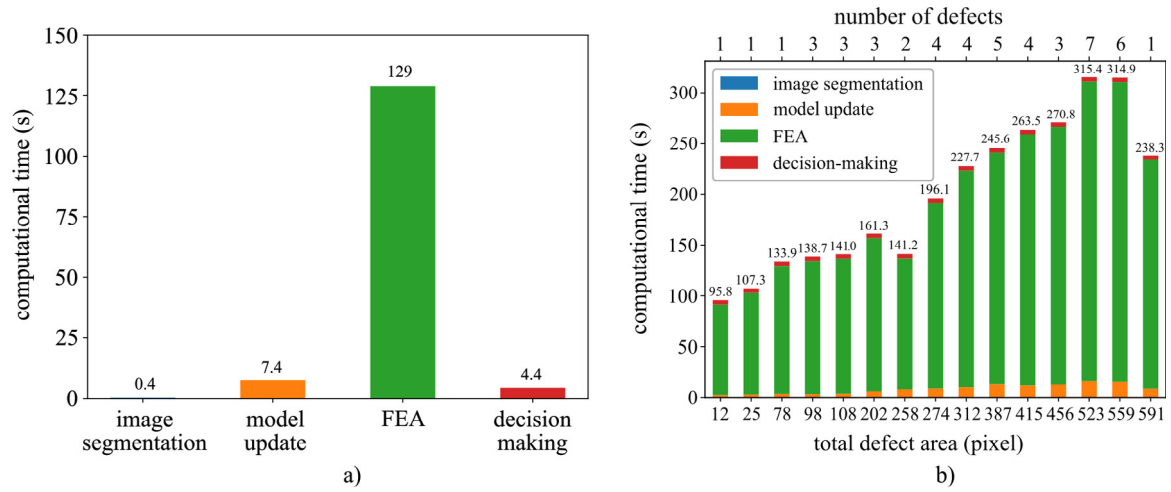 150
125
100
75
50
25
0
computational time (s)
0.4
7.4
129
4.4
image
segmentation
model
update
FEA
decision
making
a)
number of defects
1 1 1 3 3 3 2 4 4 5 4 3 7 6 1
image segmentation
model update
FEA
decision-making
300
250
200
150
100
50
0
computational time (s)
95.8
107.3
133.9
138.7
141.0
161.3
141.2
196.1
227.7
245.6
263.5
270.8
315.4
314.9
238.3
12 25 78 98 108 202 258 274 312 387 415 456 523 559 591
total defect area (pixel)
b)